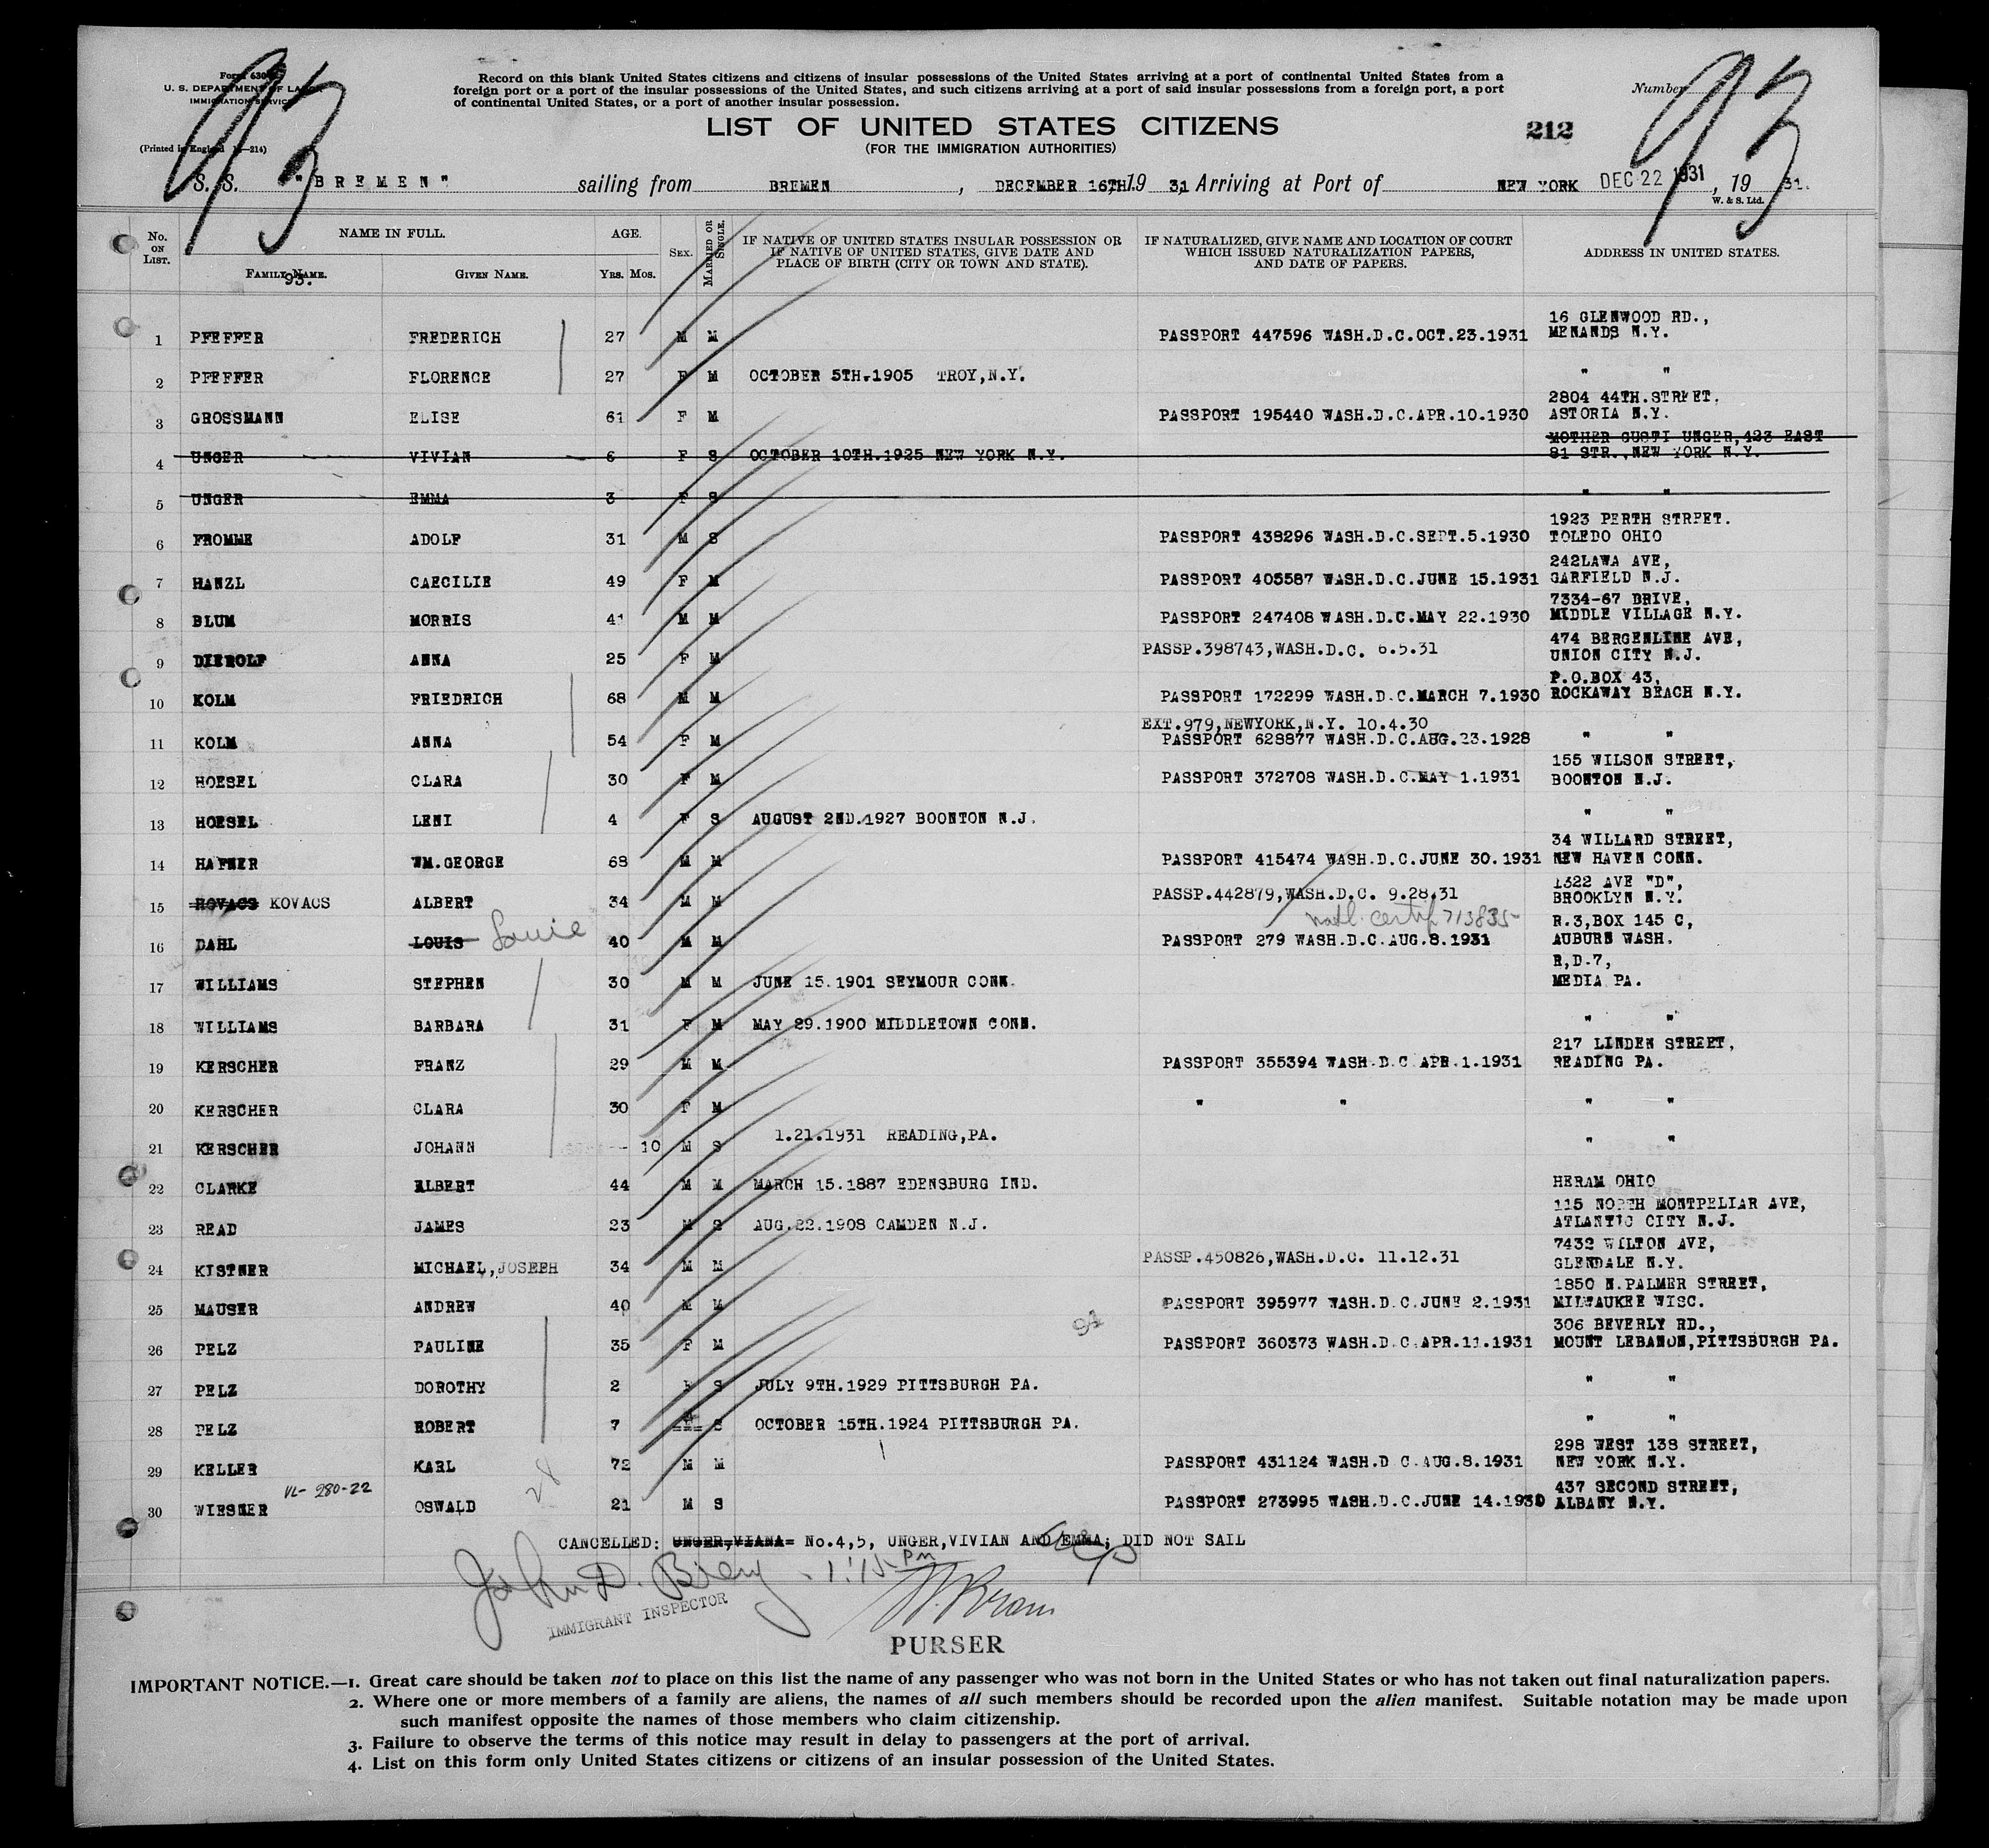 93 93
Form 630
U. S. DEPARTMENT OF LABOR
IMMIGRATION SERVICE
(Printed in England 14—214)
Record on this blank United States citizens and citizens of insular possessions of the United States arriving at a port of continental United States from a
foreign port or a port of the insular possessions of the United States, and such citizens arriving at a port of said insular possessions from a foreign port, a port
of continental United States, or a port of another insular possession.
Number
LIST OF UNITED STATES CITIZENS
(FOR THE IMMIGRATION AUTHORITIES)
212
S. S. "BREMEN" sailing from BREMEN, DECEMBER 16TH. 19 31, Arriving at Port of NEW YORK DEC 22 1931, 19 31.
W. & S. Ltd.
No. ON LIST. NAME IN FULL. AGE. SEX. MARRIED OR SINGLE. IF NATIVE OF UNITED STATES INSULAR POSSESSION OR IF NATIVE OF UNITED STATES, GIVE DATE AND PLACE OF BIRTH (CITY OR TOWN AND STATE). IF NATURALIZED, GIVE NAME AND LOCATION OF COURT WHICH ISSUED NATURALIZATION PAPERS, AND DATE OF PAPERS. ADDRESS IN UNITED STATES.
FAMILY NAME. GIVEN NAME. YRS. MOS.
93.
1 PFEFFER FREDERICH 27 M M PASSPORT 447596 WASH.D.C.OCT.23.1931 16 GLENWOOD RD., MENANDS N.Y.
2 PFEFFER FLORENCE 27 F M OCTOBER 5TH.1905 TROY,N.Y. " "
3 GROSSMANN ELISE 61 F M PASSPORT 195440 WASH.D.C.APR.10.1930 2804 44TH.STREET. ASTORIA N.Y.
4 UNGER VIVIAN 6 F S OCTOBER 10TH.1925 NEW YORK N.Y. MOTHER GUSTI UNGER,423 EAST 81 STR.,NEW YORK N.Y.
5 UNGER EMMA 3 F S " "
6 FROMME ADOLF 31 M S PASSPORT 438296 WASH.D.C.SEPT.5.1930 1923 PERTH STREET. TOLEDO OHIO
7 HANZL CAECILIE 49 F M PASSPORT 405587 WASH.D.C.JUNE 15.1931 242LAWA AVE, GARFIELD N.J.
8 BLUM MORRIS 41 M M PASSPORT 247408 WASH.D.C.MAY 22.1930 7334-67 DRIVE, MIDDLE VILLAGE N.Y.
9 DIEROLF ANNA 25 F M PASSP.398743,WASH.D.C. 6.5.31 474 BERGENLINE AVE, UNION CITY N.J.
10 KOLM FRIEDRICH 68 M M PASSPORT 172299 WASH.D.C.MARCH 7.1930 P.O.BOX 43, ROCKAWAY BEACH N.Y.
11 KOLM ANNA 54 F M EXT.979,NEWYORK,N.Y. 10.4.30 PASSPORT 628877 WASH.D.C.AUG.23.1928 " "
12 HOESEL CLARA 30 F M PASSPORT 372708 WASH.D.C.MAY 1.1931 155 WILSON STREET, BOONTON N.J.
13 HOESEL LENI 4 F S AUGUST 2ND.1927 BOONTON N.J. " "
14 HAFNER WM.GEORGE 68 M M PASSPORT 415474 WASH.D.C.JUNE 30.1931 34 WILLARD STREET, NEW HAVEN CONN.
15 ROVACS KOVACS ALBERT 34 M M PASSP.442879,WASH.D.C. 9.28.31 1322 AVE "D", BROOKLYN N.Y.
16 DAHL LOUIS Louie 40 M M natl. certif 713835 PASSPORT 279 WASH.D.C.AUG.8.1931 R.3,BOX 145 C, AUBURN WASH.
17 WILLIAMS STEPHEN 30 M M JUNE 15.1901 SEYMOUR CONN. R,D-7, MEDIA PA.
18 WILLIAMS BARBARA 31 F M MAY 29.1900 MIDDLETOWN CONN. " "
19 KERSCHER FRANZ 29 M M PASSPORT 355394 WASH.D.C APR.1.1931 217 LINDEN STREET, READING PA.
20 KERSCHER CLARA 30 F M " " " "
21 KERSCHER JOHANN - 10 M S 1.21.1931 READING,PA. " "
22 CLARKE ALBERT 44 M M MARCH 15.1887 EDENSBURG IND. HERAM OHIO
23 READ JAMES 23 M S AUG.22.1908 CAMDEN N.J. 115 NORTH MONTPELIAR AVE, ATLANTIC CITY N.J.
24 KISTNER MICHAEL,JOSEPH 34 M M PASSP.450826,WASH.D.C. 11.12.31 7432 WILTON AVE, GLENDALE N.Y.
25 MAUSER ANDREW 40 M M PASSPORT 395977 WASH.D.C.JUNE 2.1931 1850 N.PALMER STREET, MILWAUKEE WISC.
94
26 PELZ PAULINE 35 F M PASSPORT 360373 WASH.D.C.APR.11.1931 306 BEVERLY RD., MOUNT LEBANON,PITTSBURGH PA.
27 PELZ DOROTHY 2 F S JULY 9TH.1929 PITTSBURGH PA. " "
28 PELZ ROBERT 7 M S OCTOBER 15TH.1924 PITTSBURGH PA. " "
29 KELLER KARL 72 M M PASSPORT 431124 WASH.D C.AUG.8.1931 298 WEST 138 STREET, NEW YORK N.Y.
VL- 280-22 28
30 WIESNER OSWALD 21 M S PASSPORT 273995 WASH.D.C.JUNE 14.1930 437 SECOND STREET, ALBANY N.Y.
CANCELLED: UNGER,VIANA= No.4,5, UNGER,VIVIAN AND EMMA; DID NOT SAIL
John D. 1:15 PM
IMMIGRANT INSPECTOR
PURSER
IMPORTANT NOTICE.—1. Great care should be taken not to place on this list the name of any passenger who was not born in the United States or who has not taken out final naturalization papers.
2. Where one or more members of a family are aliens, the names of all such members should be recorded upon the alien manifest. Suitable notation may be made upon
such manifest opposite the names of those members who claim citizenship.
3. Failure to observe the terms of this notice may result in delay to passengers at the port of arrival.
4. List on this form only United States citizens or citizens of an insular possession of the United States.